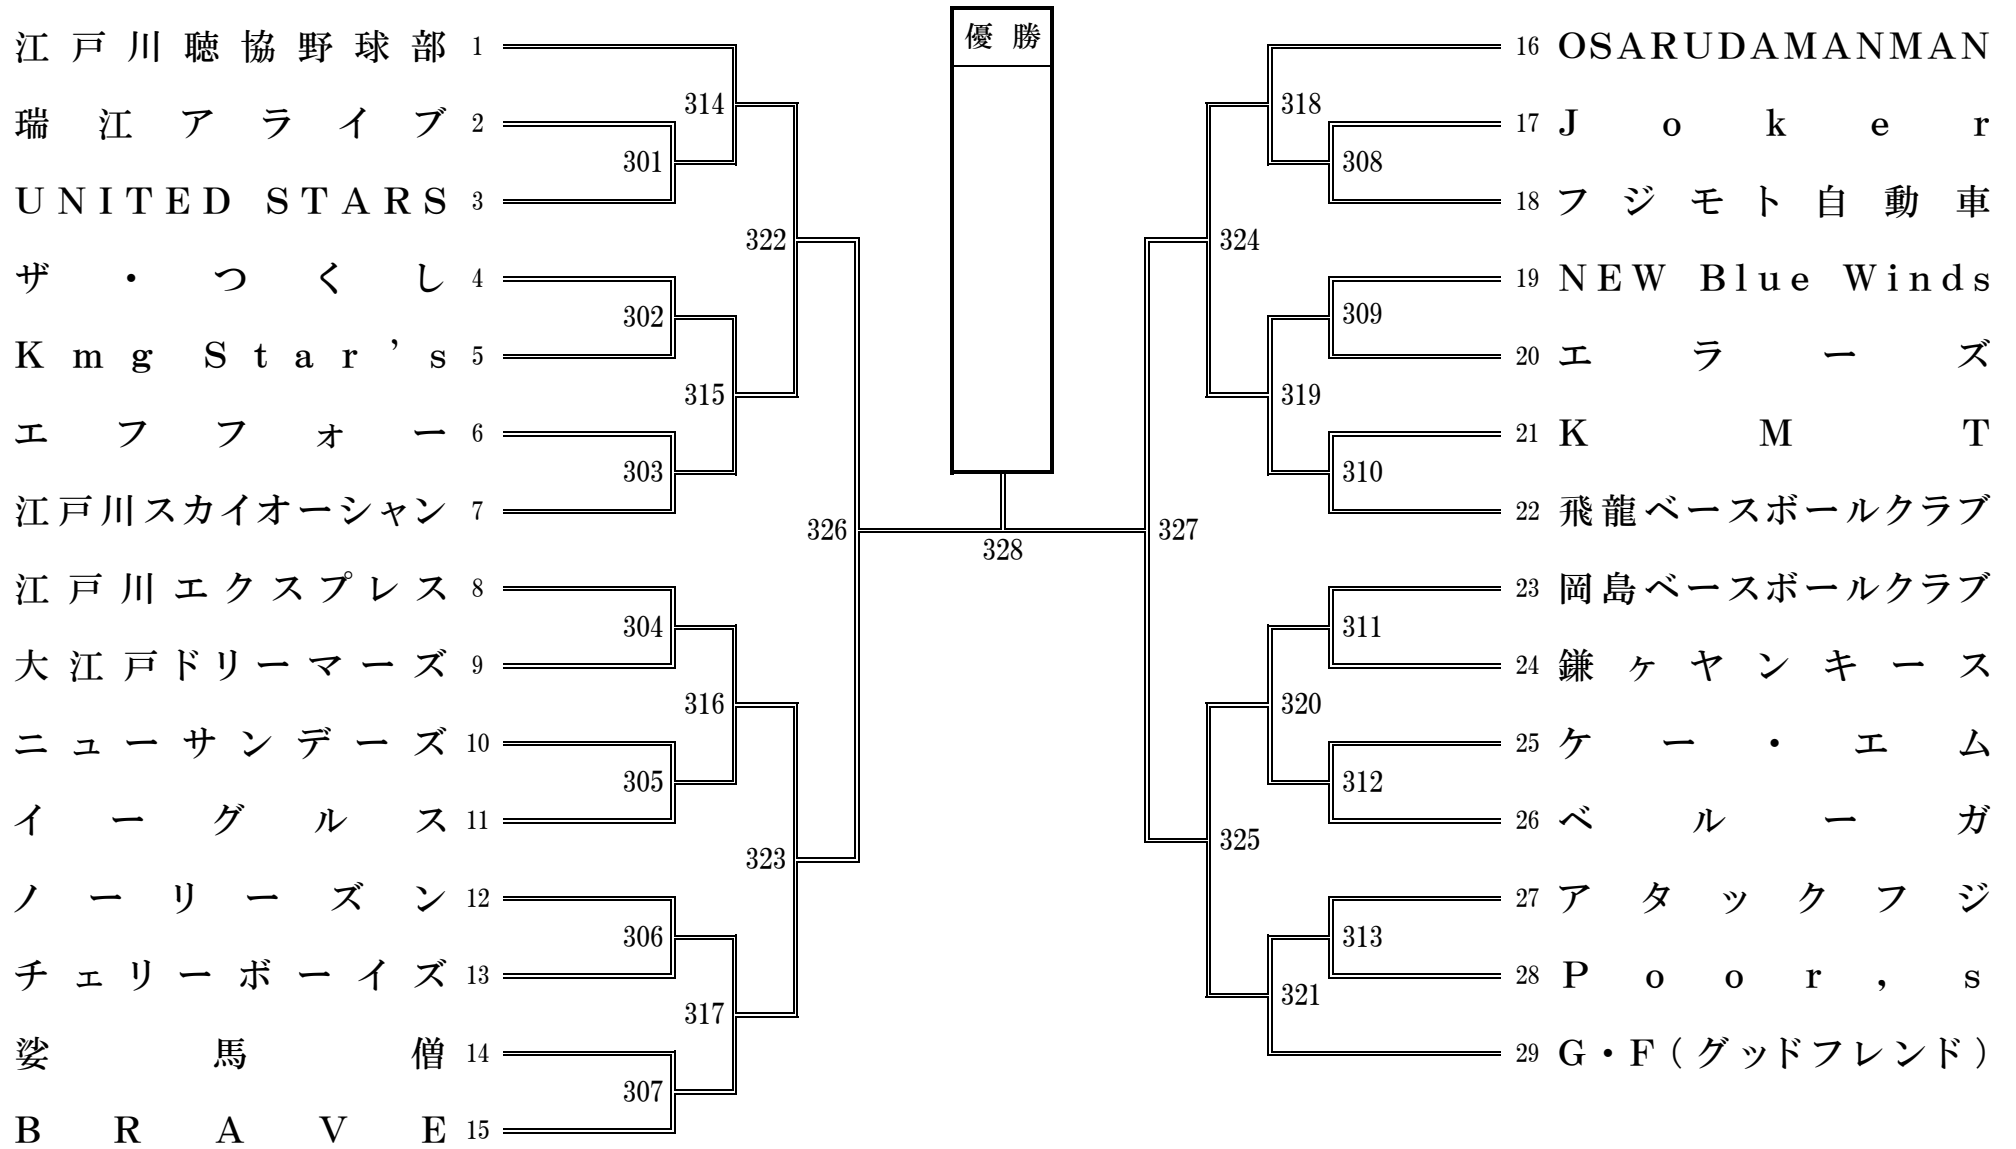 優勝
江戸川聴協野球部 1
瑞江アライブ 2
UNITED STARS 3
ザ・つくし 4
Kmg Star’s 5
エフフォー 6
江戸川スカイオーシャン 7
江戸川エクスプレス 8
大江戸ドリーマーズ 9
ニューサンデーズ 10
イーグルス 11
ノーリーズン 12
チェリーボーイズ 13
娑馬僧 14
BRAVE 15
314
301
322
302
315
303
326
304
316
305
323
306
317
307
328
16 OSARUDAMANMAN
17 Joker
18 フジモト自動車
19 NEW Blue Winds
20 エラーズ
21 KMT
22 飛龍ベースボールクラブ
23 岡島ベースボールクラブ
24 鎌ヶヤンキース
25 ケー・エム
26 ベルーガ
27 アタックフジ
28 Poor,s
29 G・F(グッドフレンド)
318
308
324
309
319
310
327
311
320
312
325
313
321